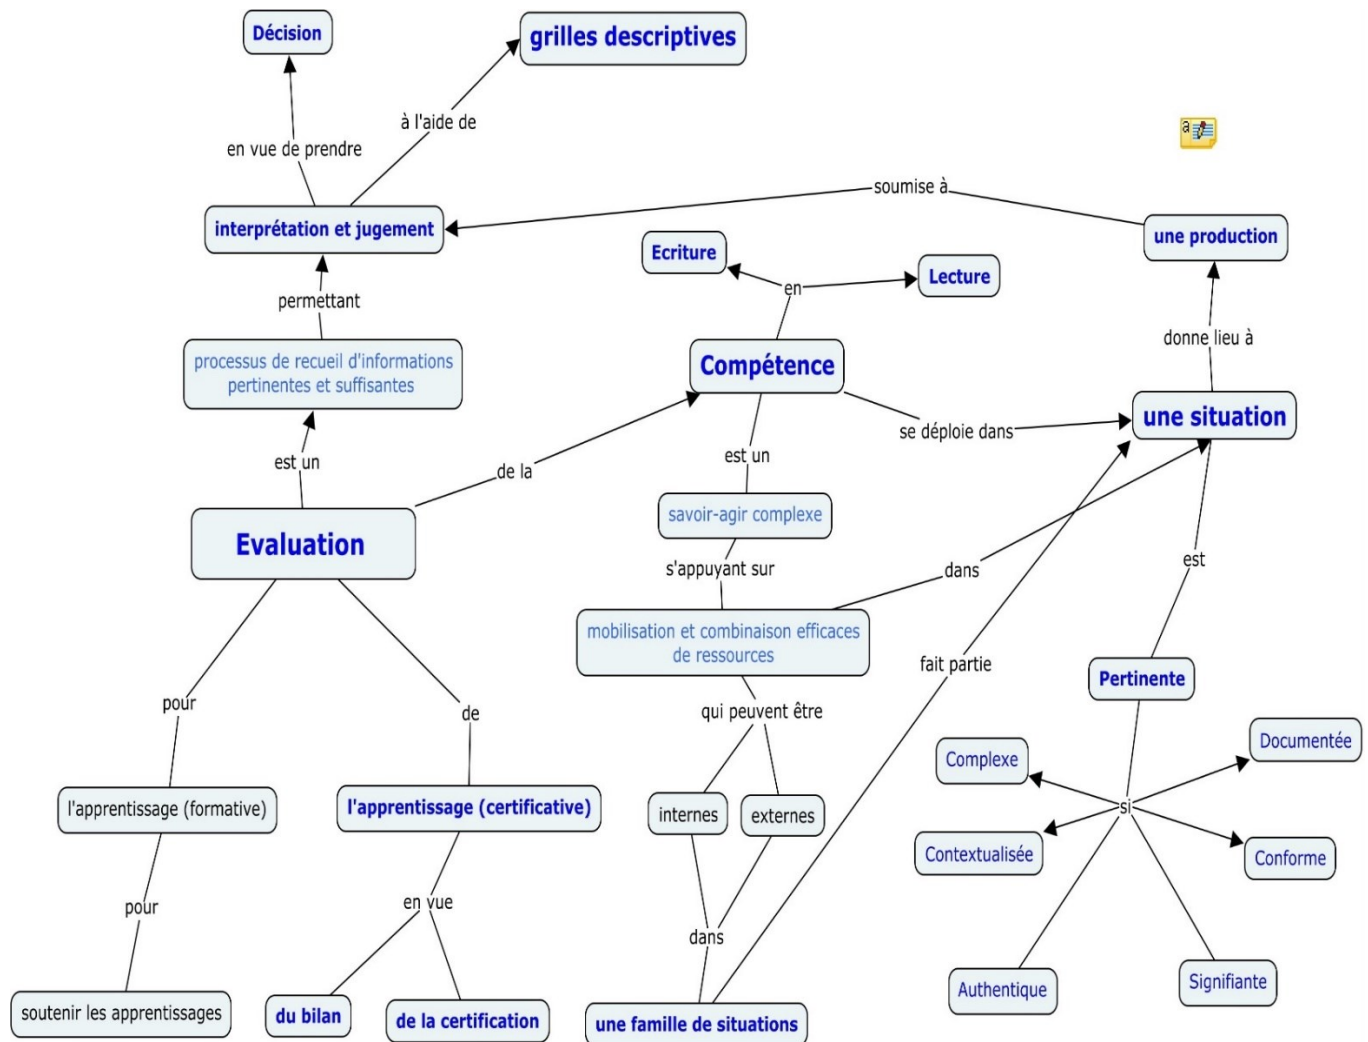 Décision
grilles descriptives
à l'aide de
en vue de prendre
a
soumise à
interprétation et jugement
une production
Ecriture
Lecture
en
permettant
donne lieu à
processus de recueil d'informations
pertinentes et suffisantes
Compétence
une situation
se déploie dans
est un
est un
de la
savoir-agir complexe
Evaluation
est
s'appuyant sur
dans
mobilisation et combinaison efficaces
de ressources
fait partie
Pertinente
pour
de
qui peuvent être
Documentée
Complexe
l'apprentissage (formative)
l'apprentissage (certificative)
internes
externes
si
Contextualisée
Conforme
pour
en vue
dans
Authentique
Signifiante
soutenir les apprentissages
du bilan
de la certification
une famille de situations